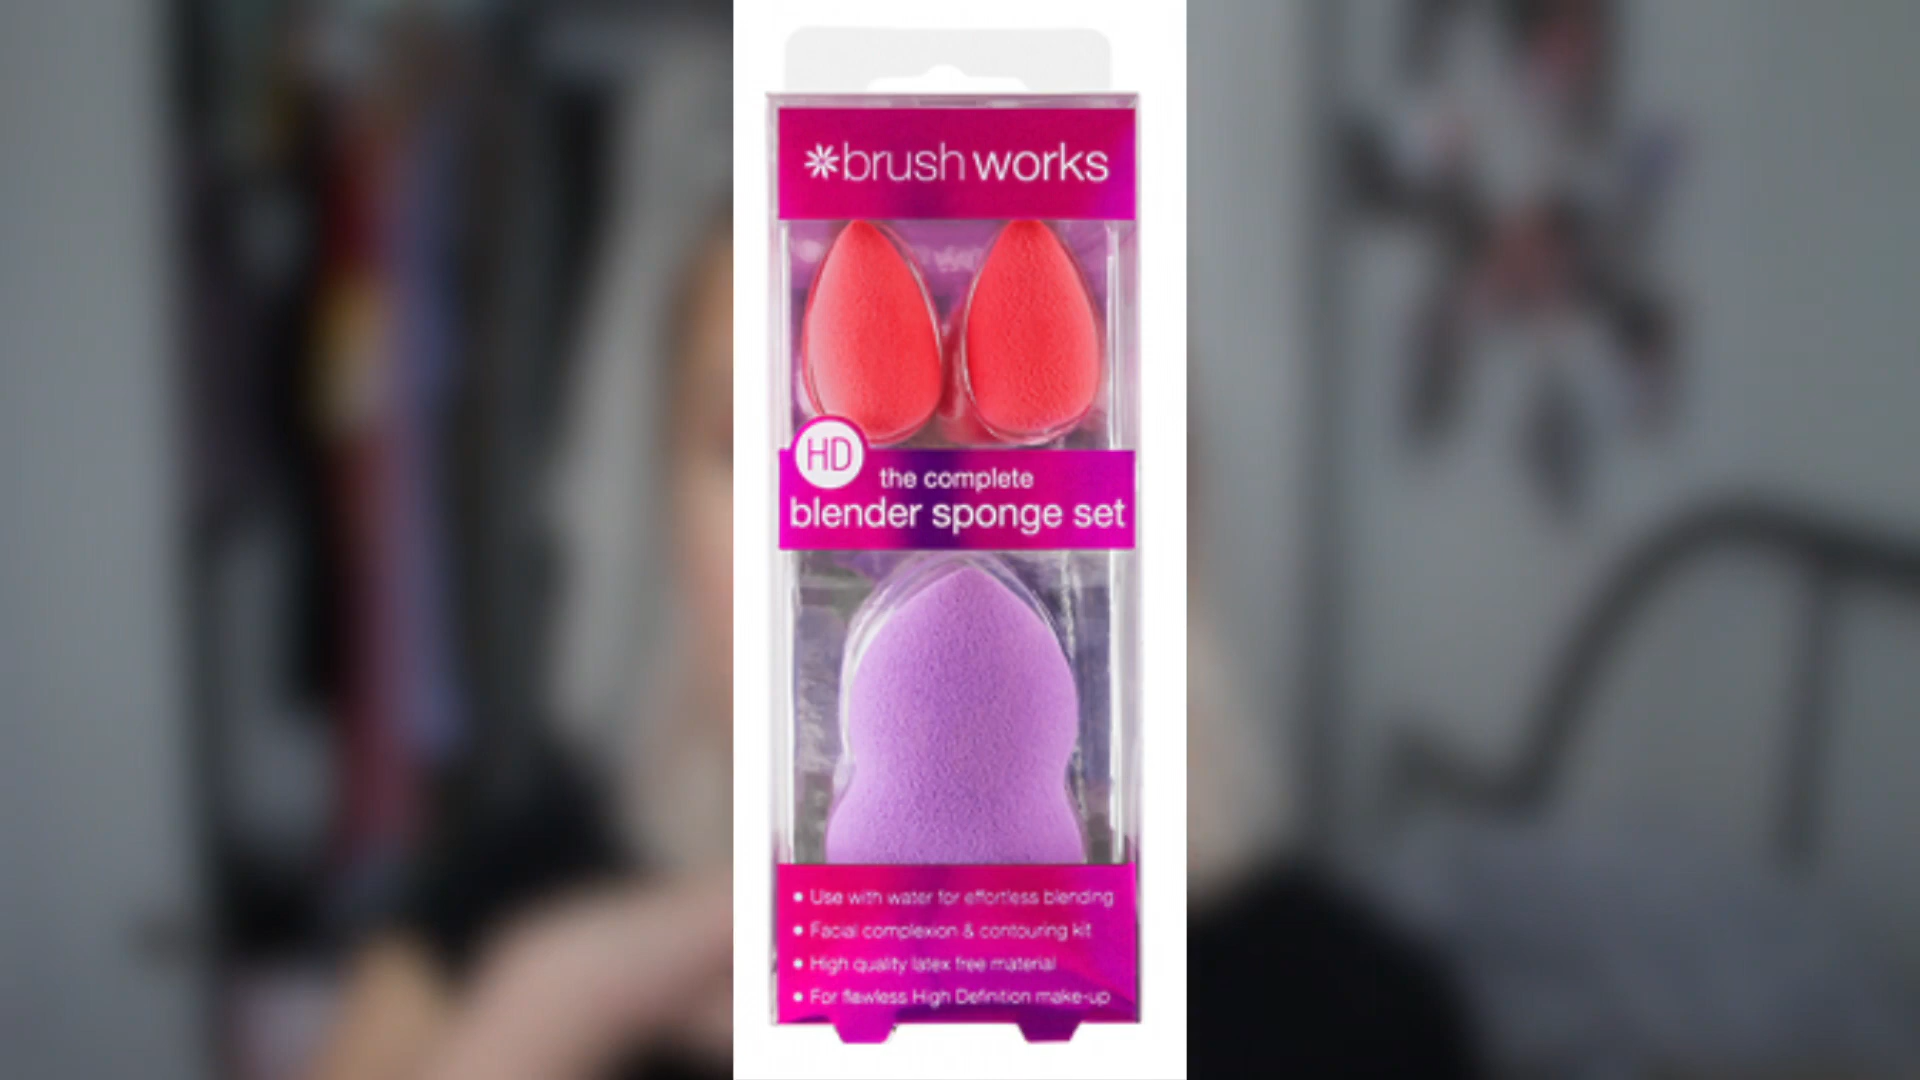 brushworks
HD
the complete
blender sponge set
• Use with water for effortless blending
• Facial complexion & contouring kit
• High quality latex free material
• For flawless High Definition make-up